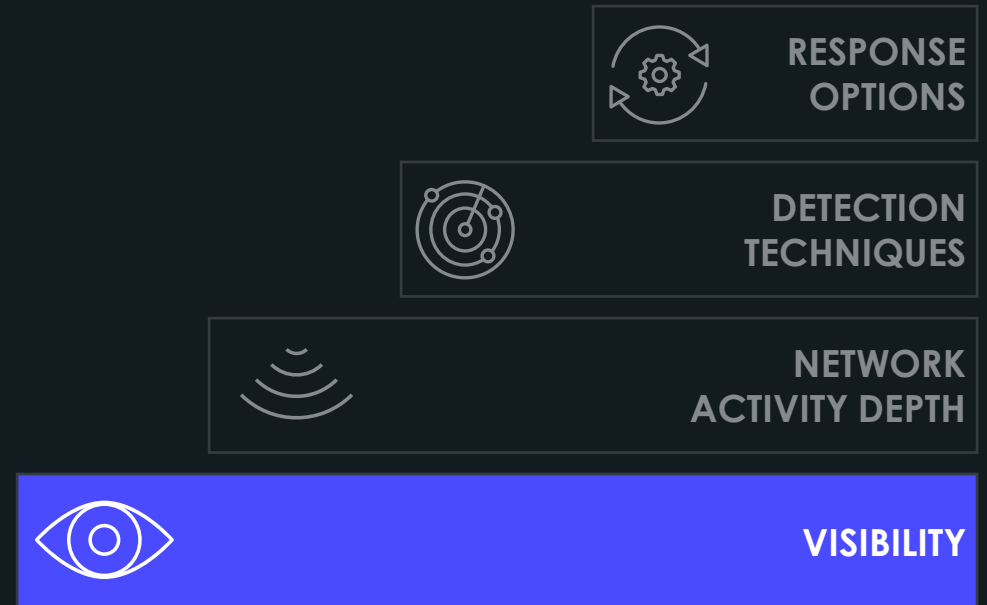 RESPONSE
OPTIONS
DETECTION
TECHNIQUES
NETWORK
ACTIVITY DEPTH
VISIBILITY